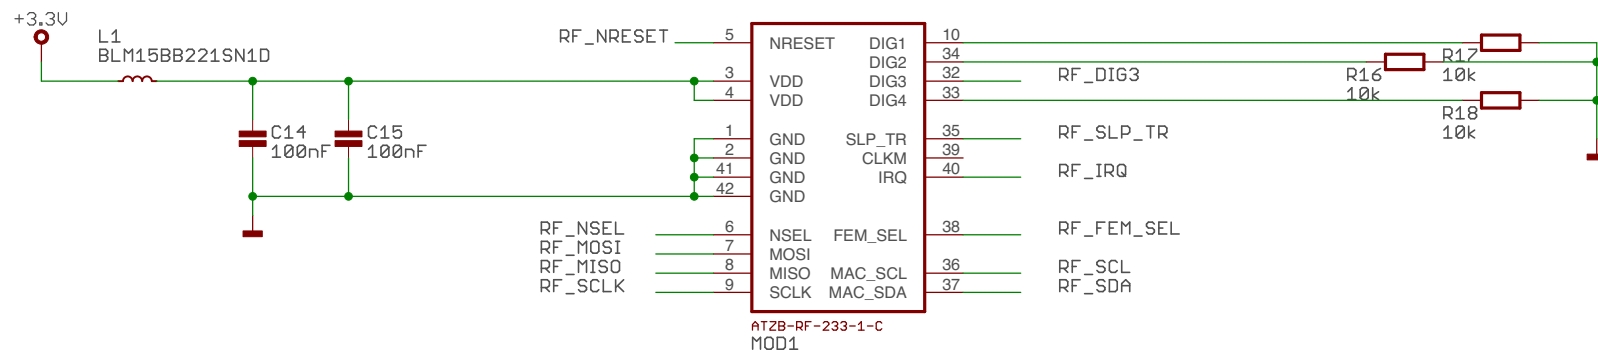 +3.3V
L1
BLM15BB221SN1D
C14
100nF
C15
100nF
RF_NRESET
5
NRESET
3
VDD
4
VDD
1
GND
2
GND
41
GND
42
GND
RF_NSEL
6
NSEL
RF_MOSI
7
MOSI
RF_MISO
8
MISO
RF_SCLK
9
SCLK
DIG1
10
DIG2
34
DIG3
32
RF_DIG3
DIG4
33
SLP_TR
35
RF_SLP_TR
CLKM
39
IRQ
40
RF_IRQ
FEM_SEL
38
RF_FEM_SEL
MAC_SCL
36
RF_SCL
MAC_SDA
37
RF_SDA
R17
10k
R16
10k
R18
10k
ATZB-RF-233-1-C
MOD1